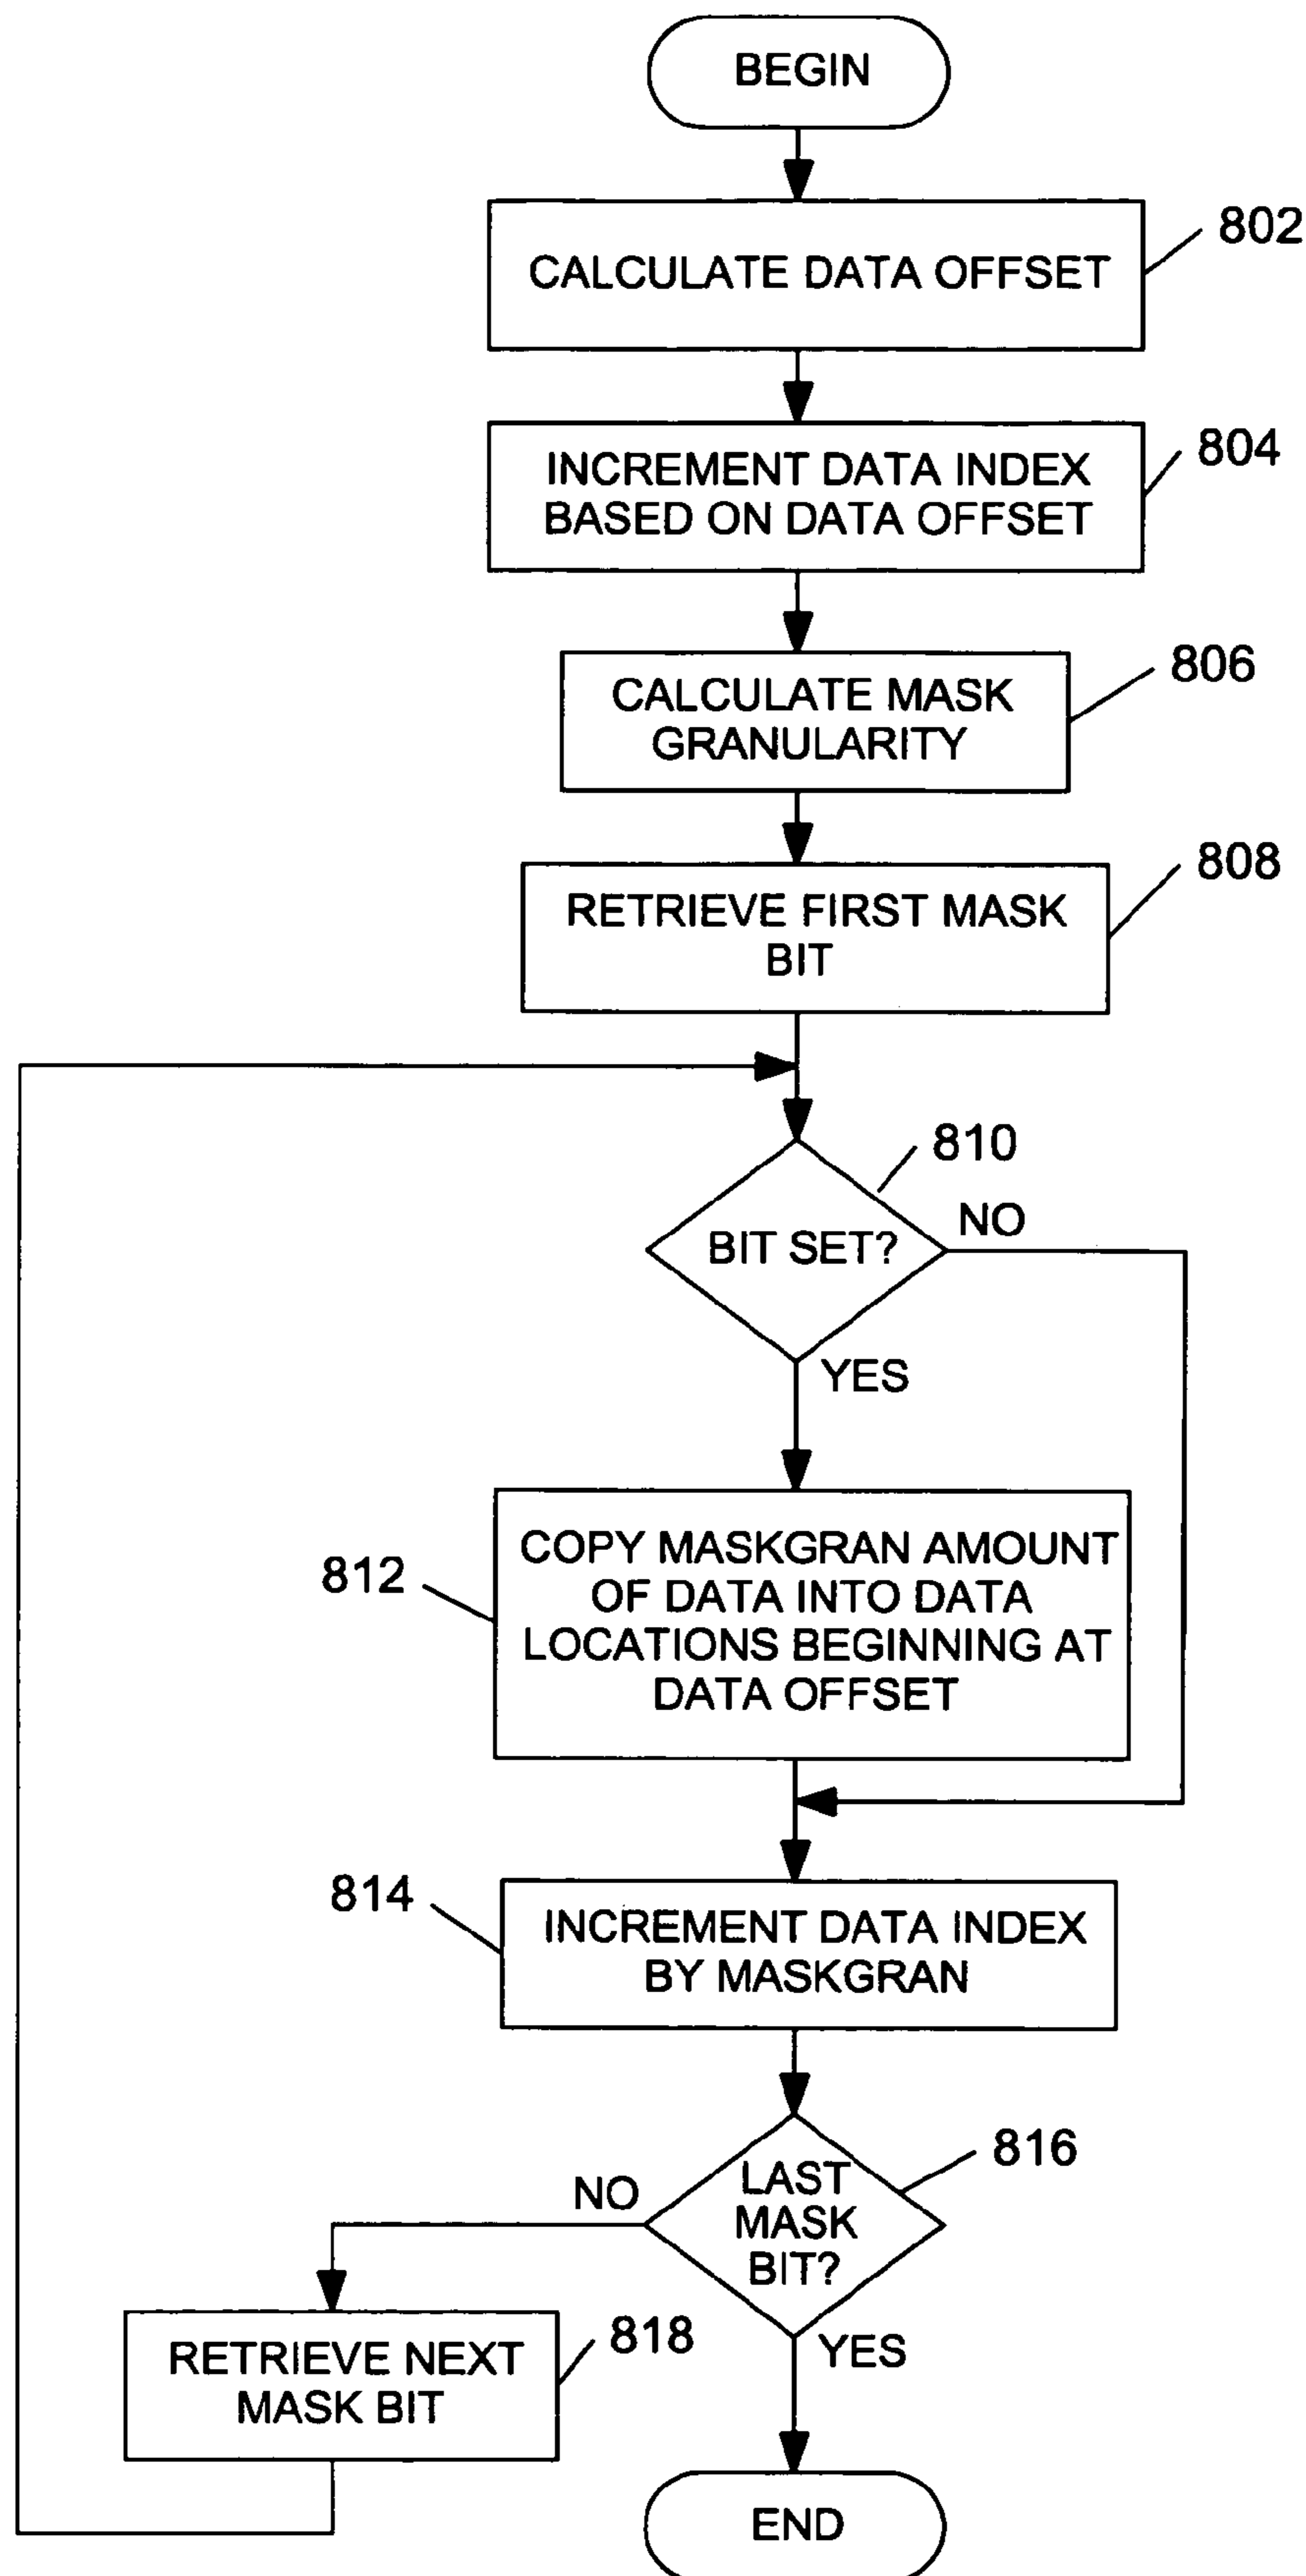 BEGIN
802
CALCULATE DATA OFFSET
804
INCREMENT DATA INDEX
BASED ON DATA OFFSET
806
CALCULATE MASK
GRANULARITY
808
RETRIEVE FIRST MASK
BIT
810
BIT SET?
NO
YES
812
COPY MASKGRAN AMOUNT
OF DATA INTO DATA
LOCATIONS BEGINNING AT
DATA OFFSET
814
INCREMENT DATA INDEX
BY MASKGRAN
816
LAST
MASK
BIT?
NO
YES
818
RETRIEVE NEXT
MASK BIT
END